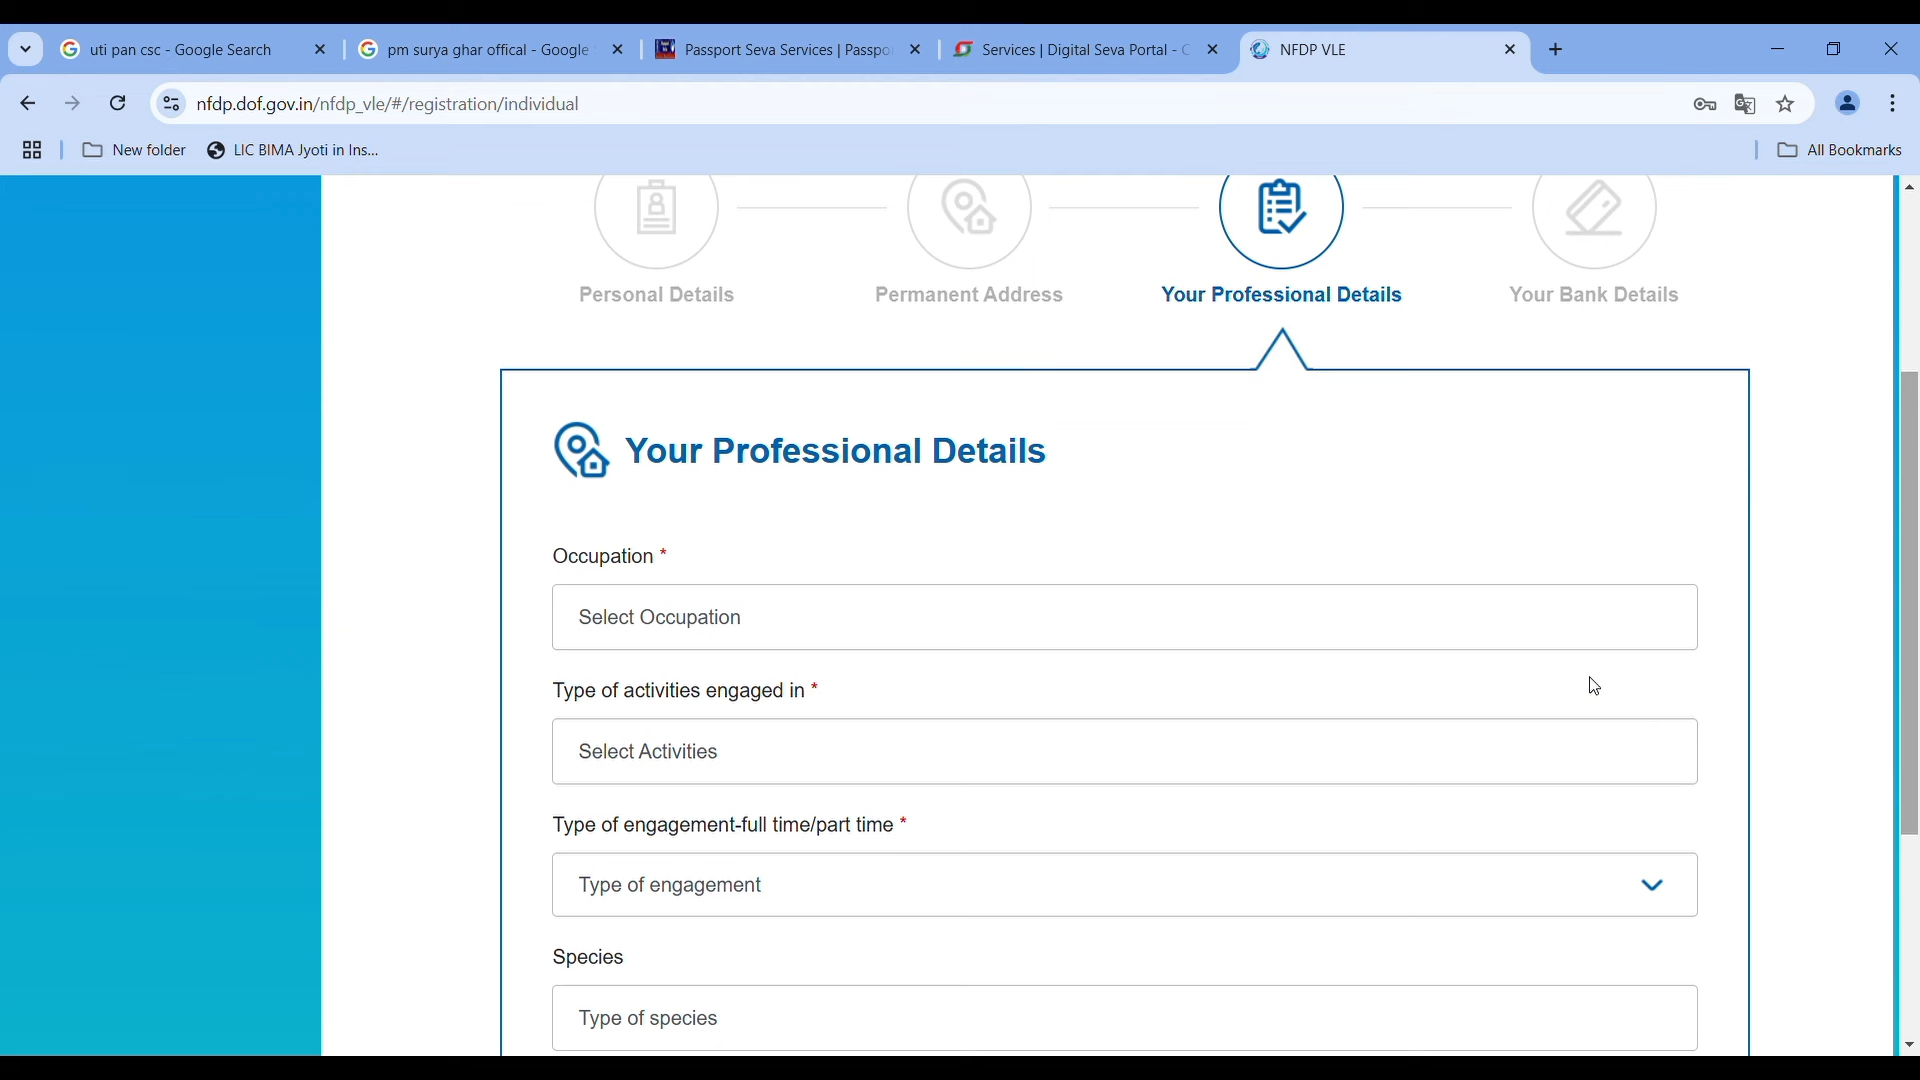 uti pan csc - Google Search
pm surya ghar offical - Google
Passport Seva Services | Passpo
Services | Digital Seva Portal - C
NFDP VLE
nfdp.dof.gov.in/nfdp_vle/#/registration/individual
New folder
LIC BIMA Jyoti in Ins...
All Bookmarks
Personal Details
Permanent Address
Your Professional Details
Your Bank Details
Your Professional Details
Occupation *
Select Occupation
Type of activities engaged in *
Select Activities
Type of engagement-full time/part time *
Type of engagement
Species
Type of species